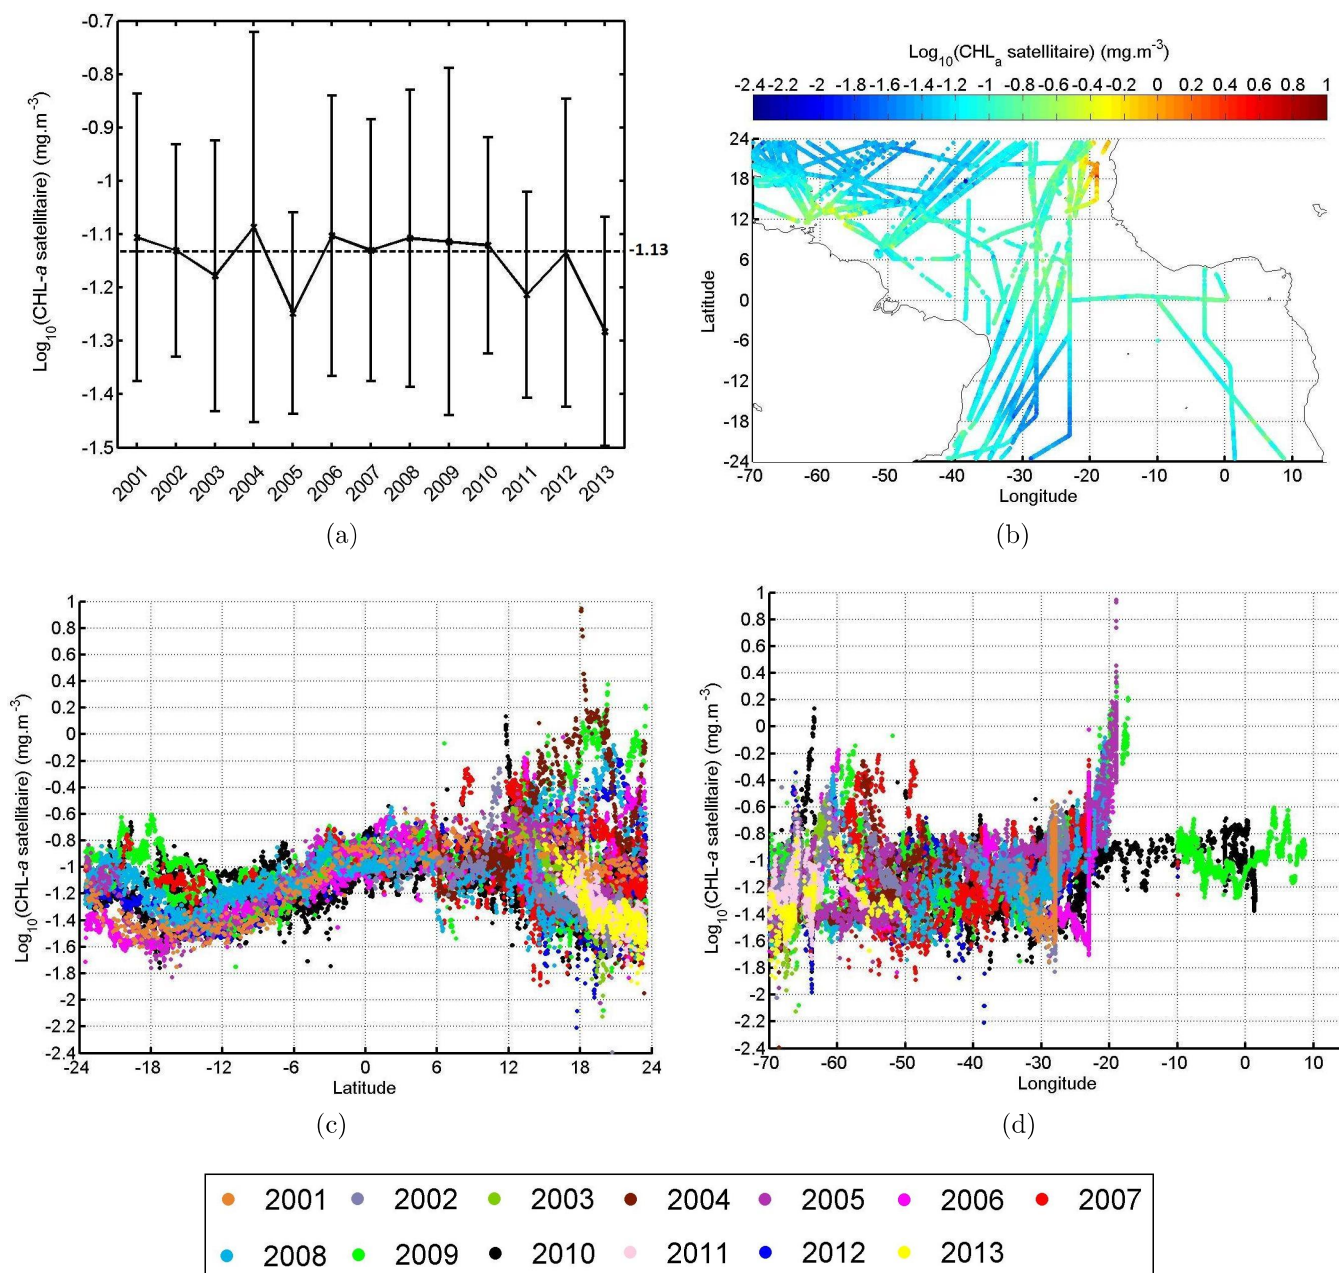 -0.7
-0.8
-0.9
-1
-1.1
-1.2
-1.3
-1.4
-1.5
Log10(CHL-a satellitaire) (mg.m-3)
-1.13
2001 2002 2003 2004 2005 2006 2007 2008 2009 2010 2011 2012 2013
(a)
Log10(CHLa satellitaire) (mg.m-3)
-2.4 -2.2 -2 -1.8 -1.6 -1.4 -1.2 -1 -0.8 -0.6 -0.4 -0.2 0 0.2 0.4 0.6 0.8 1
24
18
12
6
0
-6
-12
-18
-24
Latitude
-70 -60 -50 -40 -30 -20 -10 0 10
Longitude
(b)
1
0.8
0.6
0.4
0.2
0
-0.2
-0.4
-0.6
-0.8
-1
-1.2
-1.4
-1.6
-1.8
-2
-2.2
-2.4
Log10(CHL-a satellitaire) (mg.m-3)
-24 -18 -12 -6 0 6 12 18 24
Latitude
(c)
1
0.8
0.6
0.4
0.2
0
-0.2
-0.4
-0.6
-0.8
-1
-1.2
-1.4
-1.6
-1.8
-2
-2.2
-2.4
Log10(CHL-a satellitaire) (mg.m-3)
-70 -60 -50 -40 -30 -20 -10 0 10
Longitude
(d)
2001 2002 2003 2004 2005 2006 2007
2008 2009 2010 2011 2012 2013